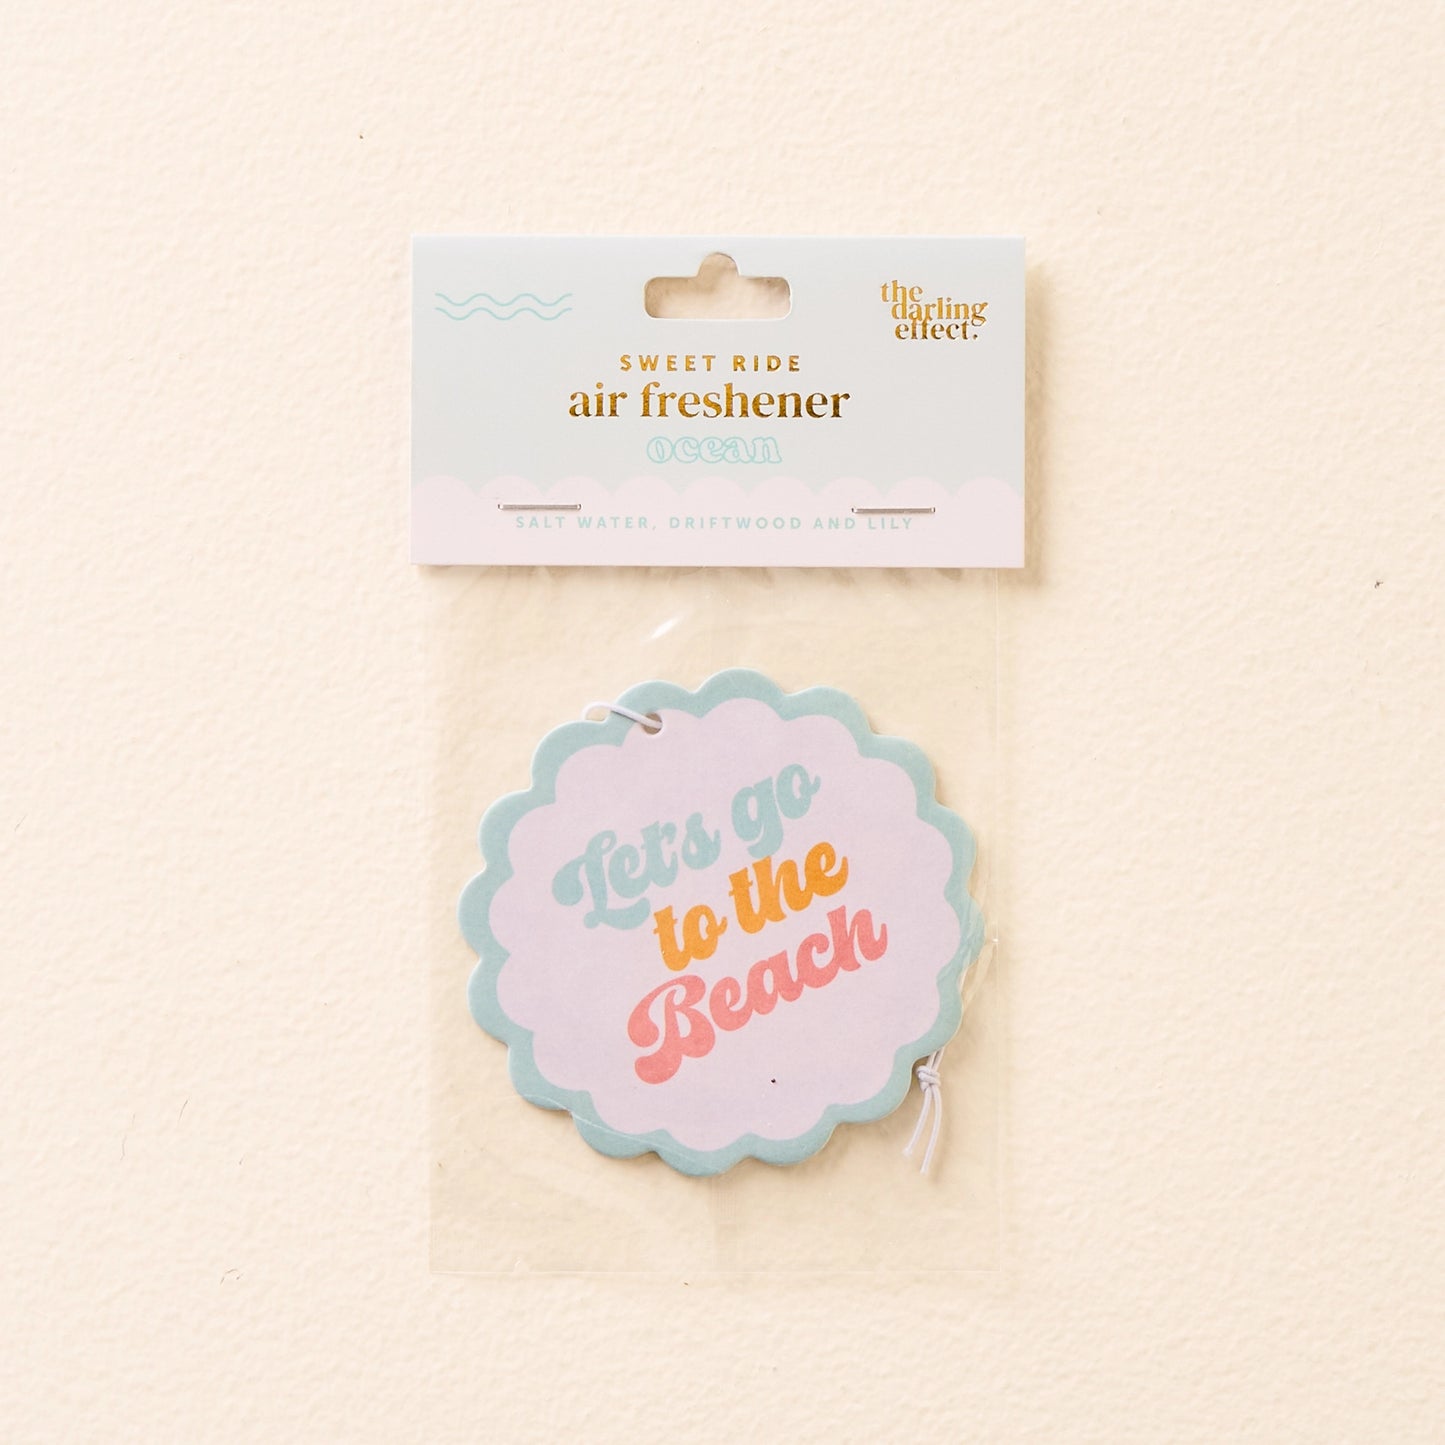 the
darling
effect.
SWEET RIDE
air freshener
ocean
SALT WATER, DRIFTWOOD AND LILY
Let's go
to the
Beach